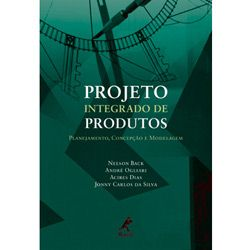 PROJETO
INTEGRADO DE
PRODUTOS
PLANEJAMENTO, CONCEPÇÃO E MODELAGEM
NELSON BACK
ANDRÉ OGLIARI
ACIRES DIAS
JONNY CARLOS DA SILVA